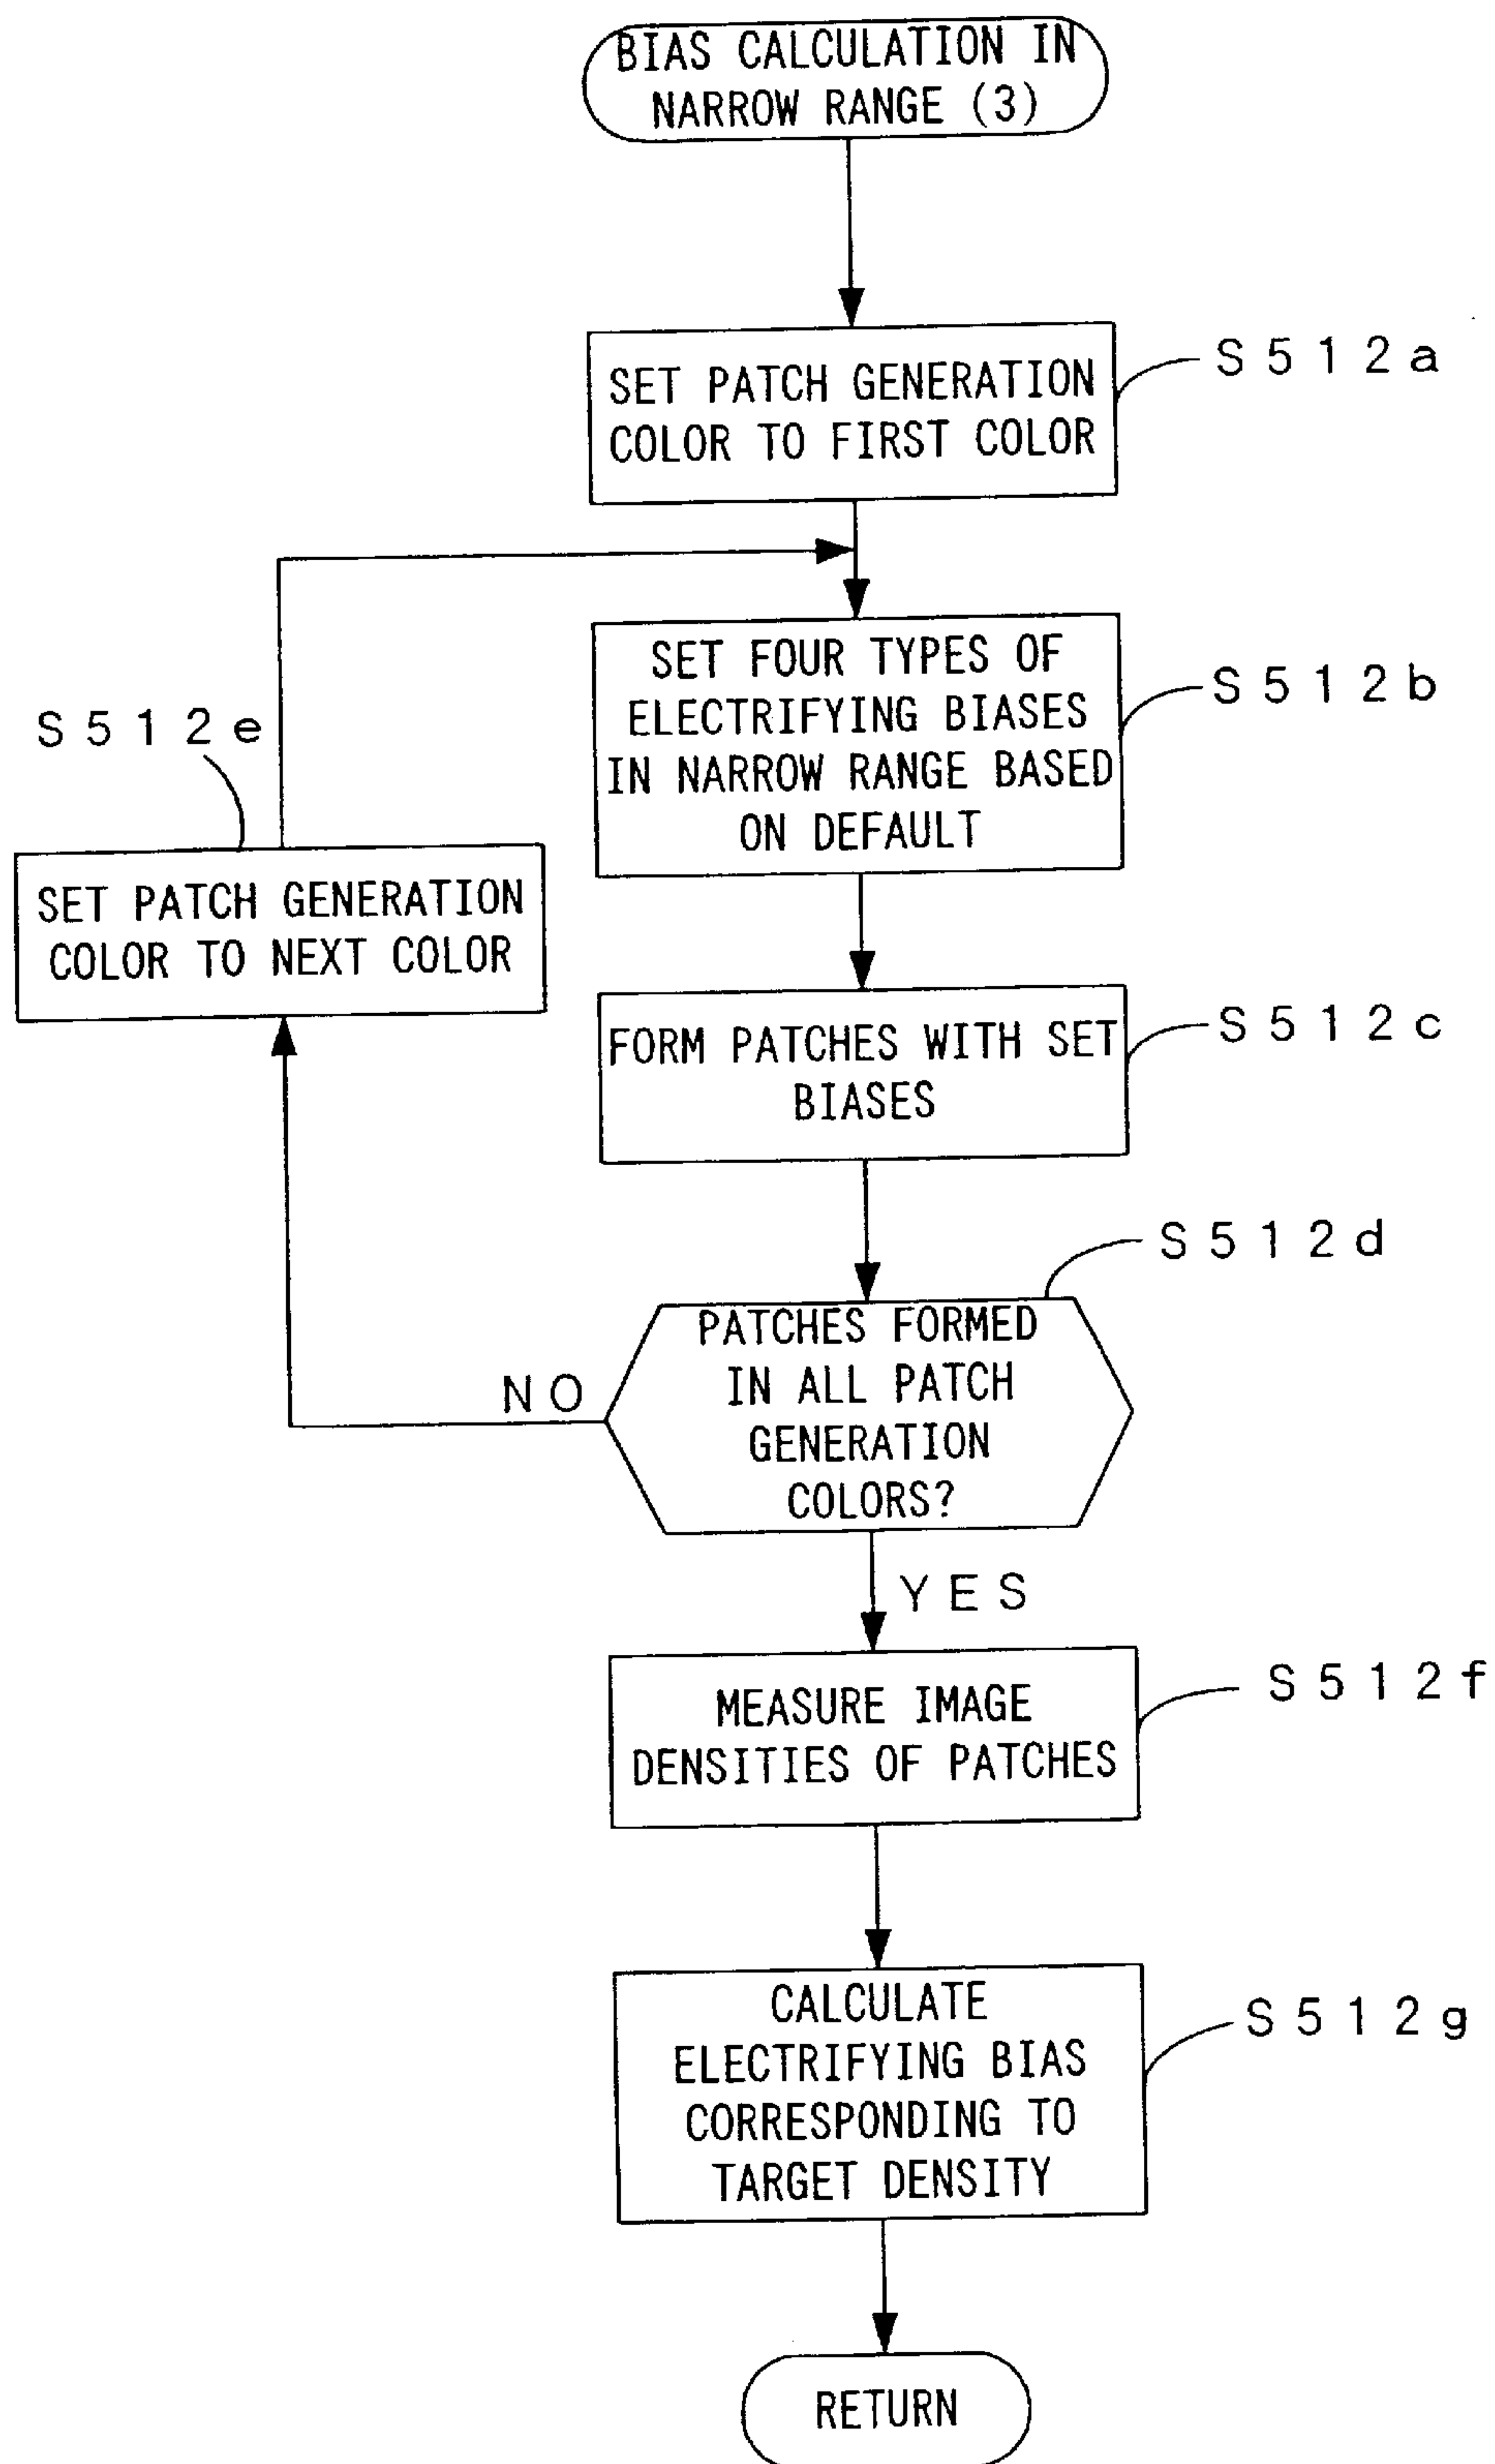 BIAS CALCULATION IN
NARROW RANGE (3)
SET PATCH GENERATION
COLOR TO FIRST COLOR
S512a
SET FOUR TYPES OF
ELECTRIFYING BIASES
IN NARROW RANGE BASED
ON DEFAULT
S512b
S512e
SET PATCH GENERATION
COLOR TO NEXT COLOR
FORM PATCHES WITH SET
BIASES
S512c
PATCHES FORMED
IN ALL PATCH
GENERATION
COLORS?
S512d
NO
YES
MEASURE IMAGE
DENSITIES OF PATCHES
S512f
CALCULATE
ELECTRIFYING BIAS
CORRESPONDING TO
TARGET DENSITY
S512g
RETURN